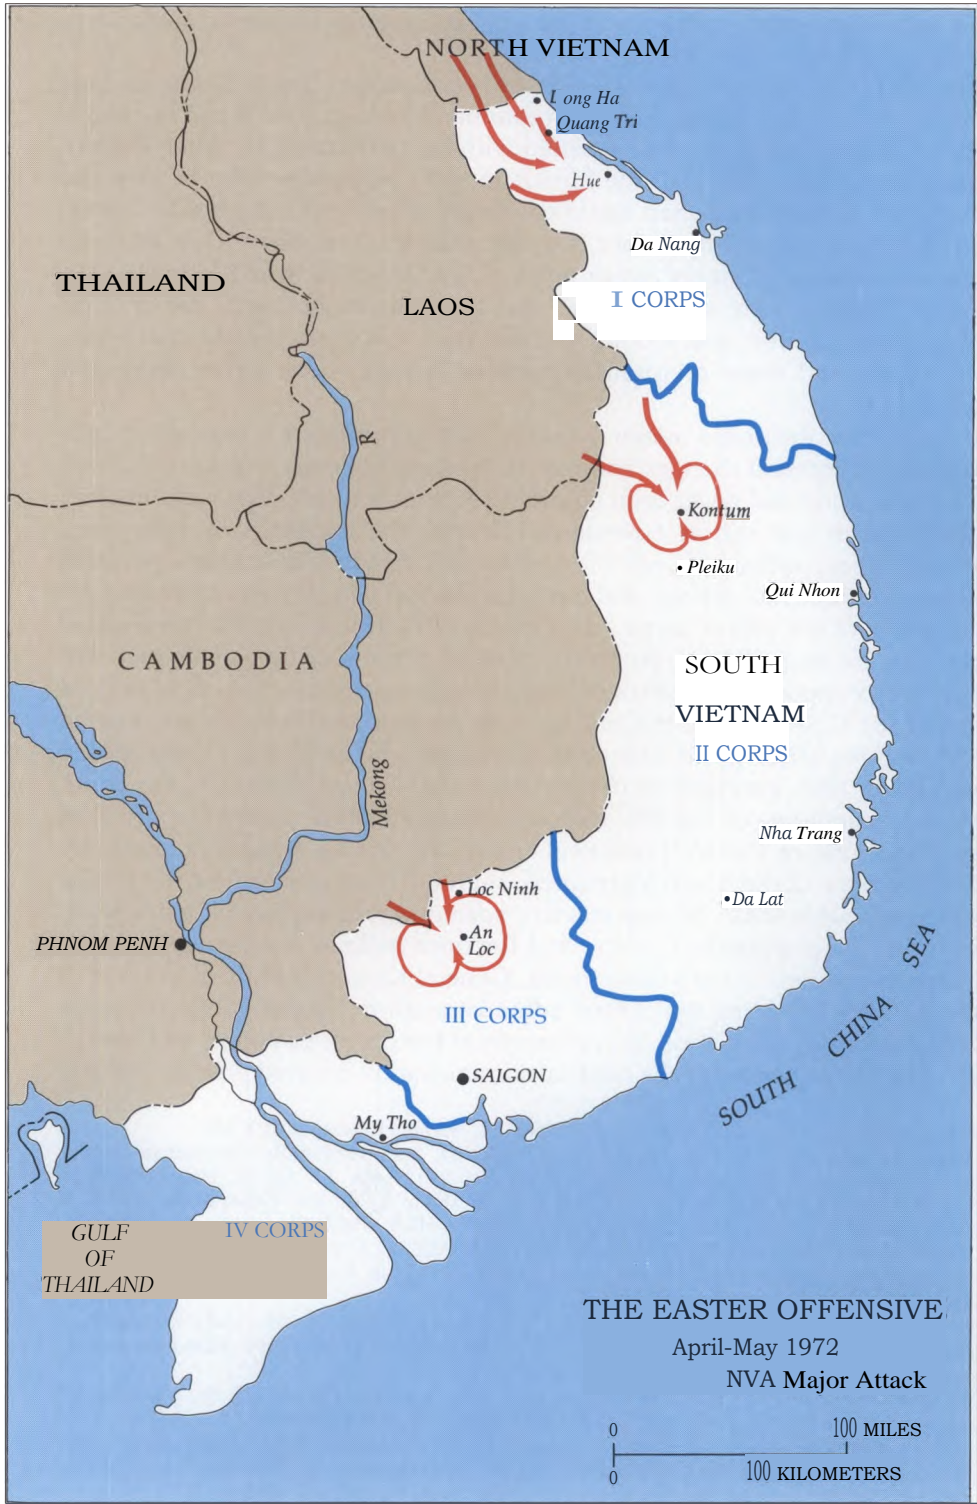 NORTH VIETNAM
ong Ha
Quang Tri
Hue
Da Nang
THAILAND
LAOS
I CORPS
R
Kontum
Pleiku
Qui Nhon
CAMBODIA
SOUTH
VIETNAM
II CORPS
Mekong
Nha Trang
Loc Ninh
Da Lat
An
Loc
PHNOM PENH
SOUTH CHINA SEA
III CORPS
SAIGON
My Tho
IV CORPS
GULF
OF
THAILAND
THE EASTER OFFENSIVE
April-May 1972
NVA Major Attack
0 100 MILES
0 100 KILOMETERS